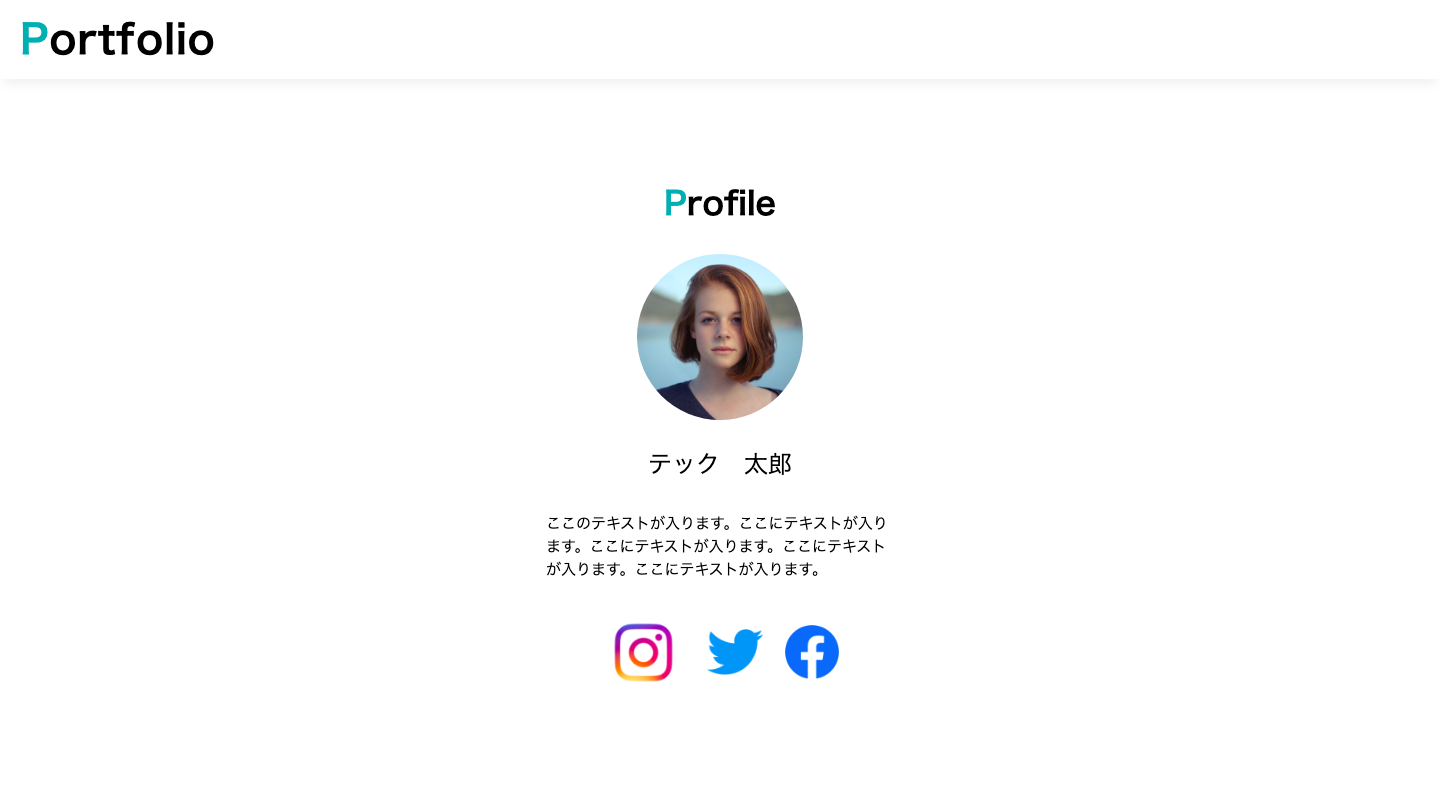 Portfolio
Profile
テック　太郎
ここのテキストが入ります。ここにテキストが入り
ます。ここにテキストが入ります。ここにテキスト
が入ります。ここにテキストが入ります。